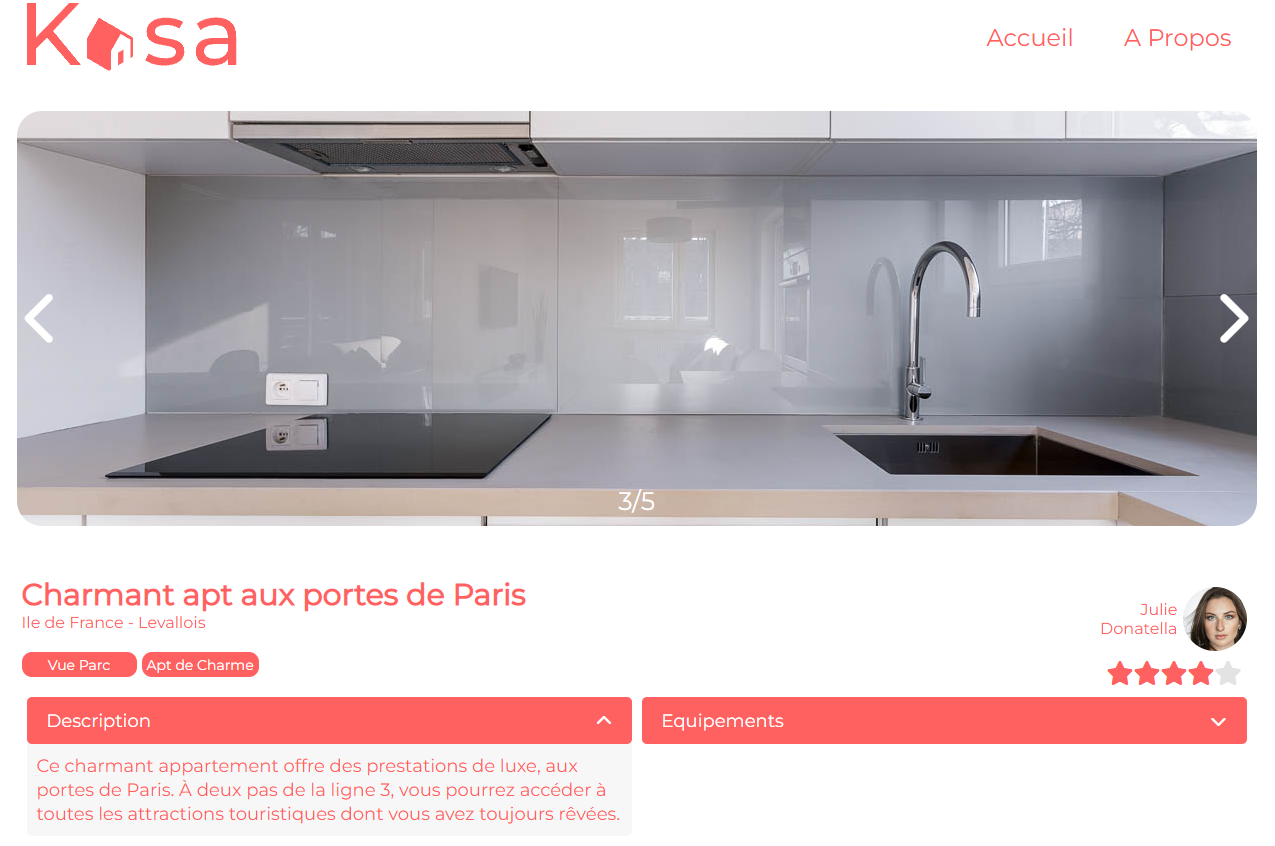 Kasa
Accueil
A Propos
3/5
Charmant apt aux portes de Paris
Ile de France - Levallois
Julie
Donatella
Vue Parc
Apt de Charme
Description
Equipements
Ce charmant appartement offre des prestations de luxe, aux
portes de Paris. À deux pas de la ligne 3, vous pourrez accéder à
toutes les attractions touristiques dont vous avez toujours rêvées.